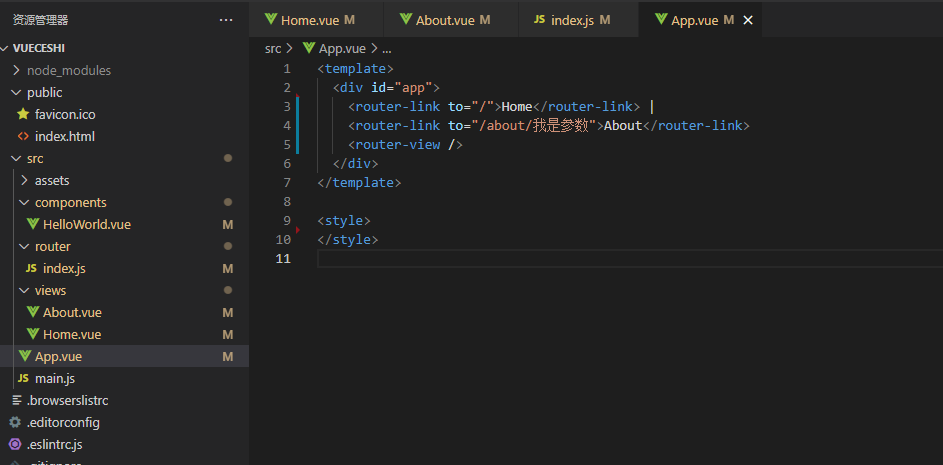 资源管理器 ···
VUECESHI
node_modules
public
favicon.ico
index.html
src
assets
components
HelloWorld.vue M
router
JS index.js M
views
About.vue M
Home.vue M
App.vue M
JS main.js
.browserslistrc
.editorconfig
.eslintrc.js
.gitignore
Home.vue M About.vue M JS index.js M App.vue M
src > App.vue > ...
1 <template>
2 <div id="app">
3 <router-link to="/">Home</router-link> |
4 <router-link to="/about/我是参数">About</router-link>
5 <router-view />
6 </div>
7 </template>
8
9 <style>
10 </style>
11